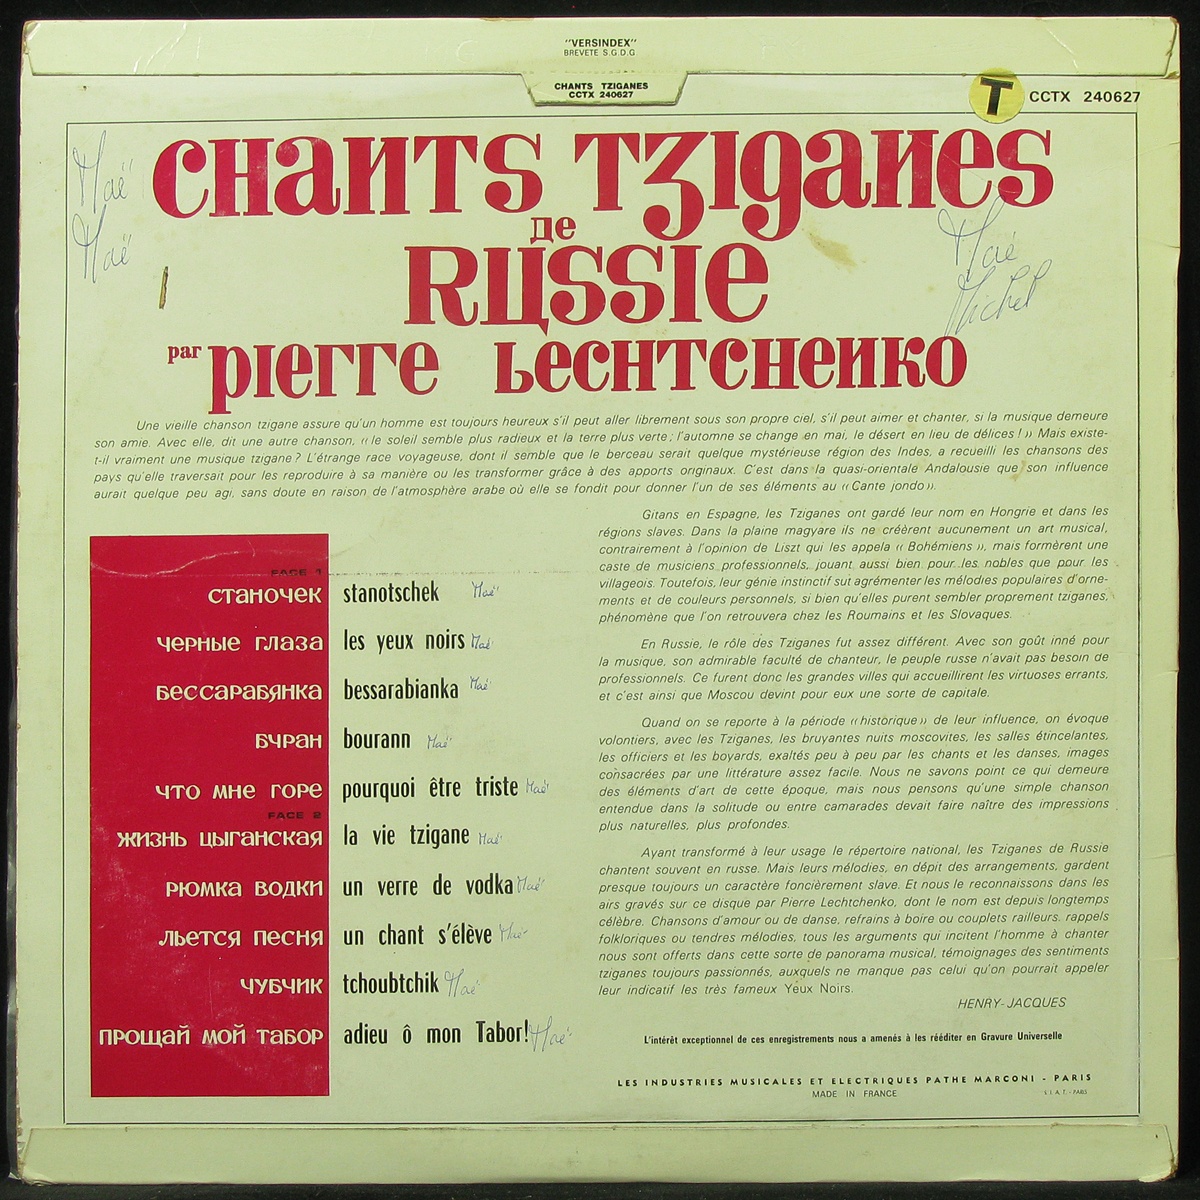 "VERSINDEX"
BREVETE S.G.D.G
CHANTS TZIGANES
CCTX 240627
T CCTX 240627
CHANTS TZIGANES
DE
RUSSIE
par PIERRE LECHTCHENKO
Maë
Maë
Maë
Michel
Une vieille chanson tzigane assure qu'un homme est toujours heureux s'il peut aller librement sous son propre ciel, s'il peut aimer et chanter, si la musique demeure
son amie. Avec elle, dit une autre chanson, «le soleil semble plus radieux et la terre plus verte; l'automne se change en mai, le désert en lieu de délices!» Mais existe-
t-il vraiment une musique tzigane? L'étrange race voyageuse, dont il semble que le berceau serait quelque mystérieuse région des Indes, a recueilli les chansons des
pays qu'elle traversait pour les reproduire à sa manière ou les transformer grâce à des apports originaux. C'est dans la quasi-orientale Andalousie que son influence
aurait quelque peu agi, sans doute en raison de l'atmosphère arabe où elle se fondit pour donner l'un de ses éléments au «Cante jondo».
FACE 1
СТАНОЧЕК stanotschek Maë
ЧЕРНЫЕ ГЛАЗА les yeux noirs Maë
БЕССАРАБЯНКА bessarabianka Maë
БУРАН bourann Maë
ЧТО МНЕ ГОРЕ pourquoi être triste Maë
FACE 2
ЖИЗНЬ ЦЫГАНСКАЯ la vie tzigane Maë
РЮМКА ВОДКИ un verre de vodka Maë
ЛЬЕТСЯ ПЕСНЯ un chant s'élève Maë
ЧУБЧИК tchoubtchik Maë
ПРОЩАЙ МОЙ ТАБОР adieu ô mon Tabor! Maë
Gitans en Espagne, les Tziganes ont gardé leur nom en Hongrie et dans les
régions slaves. Dans la plaine magyare ils ne créèrent aucunement un art musical,
contrairement à l'opinion de Liszt qui les appela «Bohémiens», mais formèrent une
caste de musiciens professionnels, jouant aussi bien pour les nobles que pour les
villageois. Toutefois, leur génie instinctif sut agrémenter les mélodies populaires d'orne-
ments et de couleurs personnels, si bien qu'elles purent sembler proprement tziganes,
phénomène que l'on retrouvera chez les Roumains et les Slovaques.
En Russie, le rôle des Tziganes fut assez différent. Avec son goût inné pour
la musique, son admirable faculté de chanteur, le peuple russe n'avait pas besoin de
professionnels. Ce furent donc les grandes villes qui accueillirent les virtuoses errants,
et c'est ainsi que Moscou devint pour eux une sorte de capitale.
Quand on se reporte à la période «historique» de leur influence, on évoque
volontiers, avec les Tziganes, les bruyantes nuits moscovites, les salles étincelantes,
les officiers et les boyards, exaltés peu à peu par les chants et les danses, images
consacrées par une littérature assez facile. Nous ne savons point ce qui demeure
des éléments d'art de cette époque, mais nous pensons qu'une simple chanson
entendue dans la solitude ou entre camarades devait faire naître des impressions
plus naturelles, plus profondes.
Ayant transformé à leur usage le répertoire national, les Tziganes de Russie
chantent souvent en russe. Mais leurs mélodies, en dépit des arrangements, gardent
presque toujours un caractère foncièrement slave. Et nous le reconnaissons dans les
airs gravés sur ce disque par Pierre Lechtchenko, dont le nom est depuis longtemps
célèbre. Chansons d'amour ou de danse, refrains à boire ou couplets railleurs, rappels
folkloriques ou tendres mélodies, tous les arguments qui incitent l'homme à chanter
nous sont offerts dans cette sorte de panorama musical, témoignages des sentiments
tziganes toujours passionnés, auxquels ne manque pas celui qu'on pourrait appeler
leur indicatif les très fameux Yeux Noirs.
HENRY-JACQUES
L'intérêt exceptionnel de ces enregistrements nous a amenés à les rééditer en Gravure Universelle
LES INDUSTRIES MUSICALES ET ELECTRIQUES PATHE MARCONI - PARIS
MADE IN FRANCE